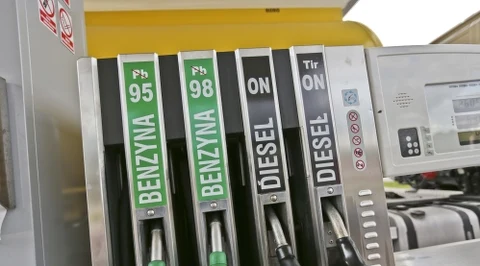 Pb
95
BENZYNA
Pb
98
BENZYNA
ON
DIESEL
Tir
ON
DIESEL